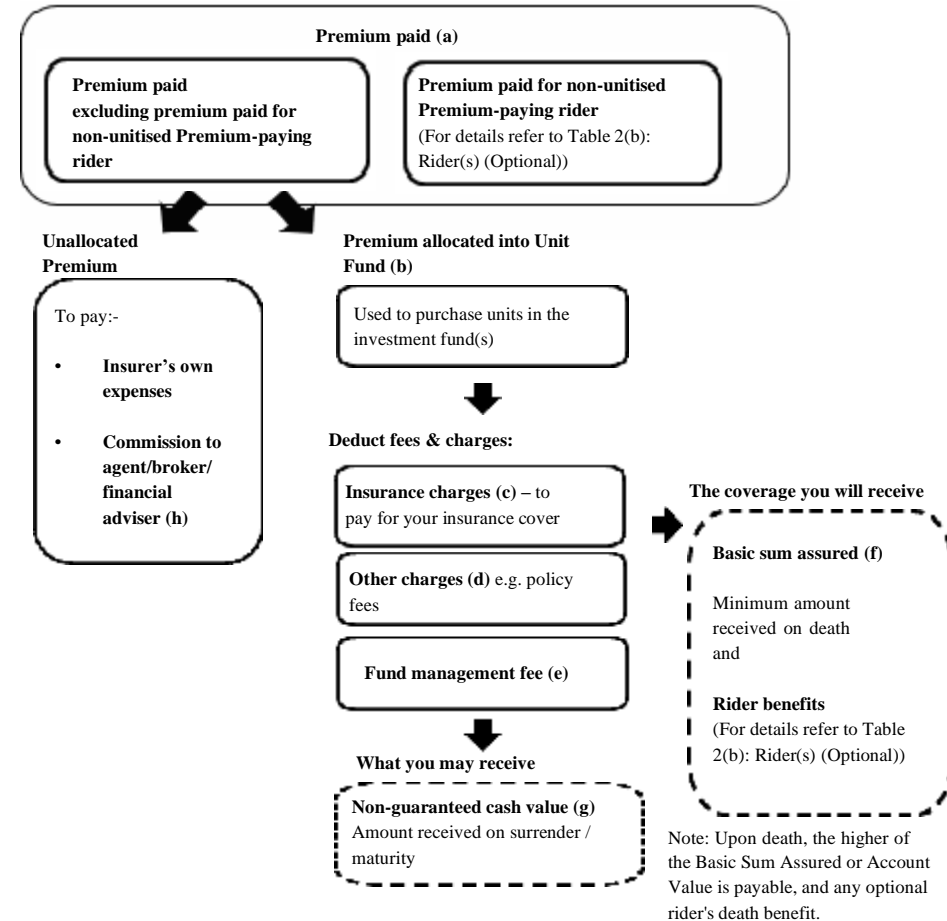 Premium paid (a)
Premium paid
excluding premium paid for
non-unitised Premium-paying
rider
Premium paid for non-unitised
Premium-paying rider
(For details refer to Table 2(b):
Rider(s) (Optional))
Unallocated
Premium
To pay:-
• Insurer’s own
expenses
• Commission to
agent/broker/
financial
adviser (h)
Premium allocated into Unit
Fund (b)
Used to purchase units in the
investment fund(s)
Deduct fees & charges:
Insurance charges (c) – to
pay for your insurance cover
Other charges (d) e.g. policy
fees
Fund management fee (e)
What you may receive
Non-guaranteed cash value (g)
Amount received on surrender /
maturity
The coverage you will receive
Basic sum assured (f)
Minimum amount
received on death
and
Rider benefits
(For details refer to Table
2(b): Rider(s) (Optional))
Note: Upon death, the higher of
the Basic Sum Assured or Account
Value is payable, and any optional
rider's death benefit.